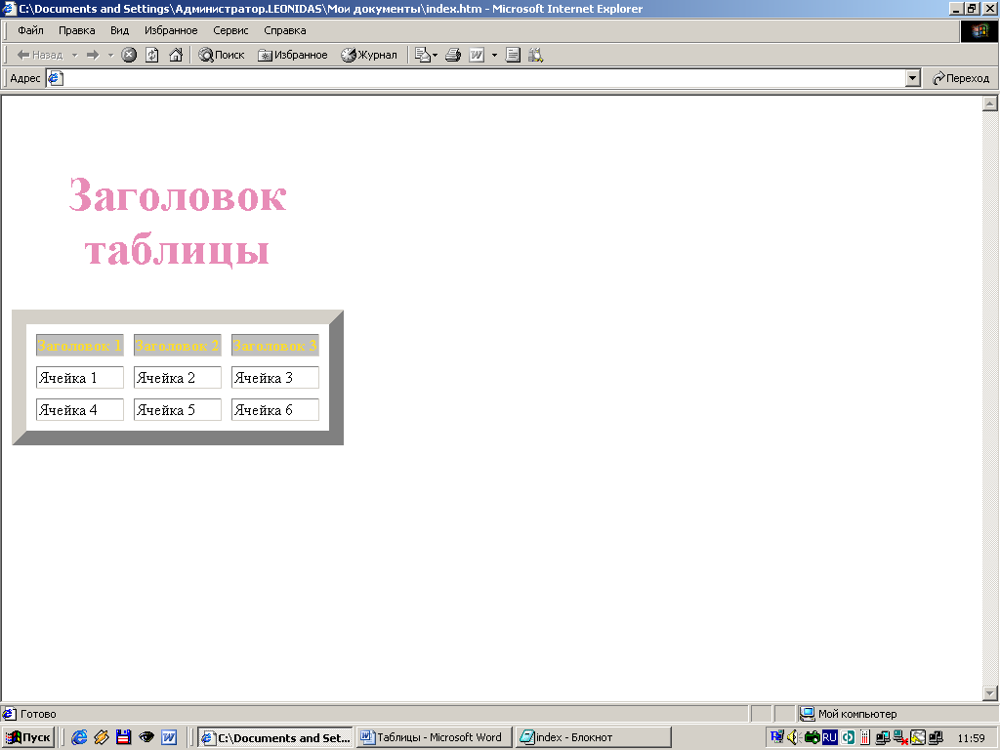 C:\Documents and Settings\Администратор.LEONIDAS\Мои документы\index.htm - Microsoft Internet Explorer
Файл Правка Вид Избранное Сервис Справка
Назад Поиск Избранное Журнал
Адрес Переход
Заголовок
таблицы
Заголовок 1 Заголовок 2 Заголовок 3
Ячейка 1 Ячейка 2 Ячейка 3
Ячейка 4 Ячейка 5 Ячейка 6
Готово Мой компьютер
Пуск C:\Documents and Set... Таблицы - Microsoft Word index - Блокнот RU 11:59